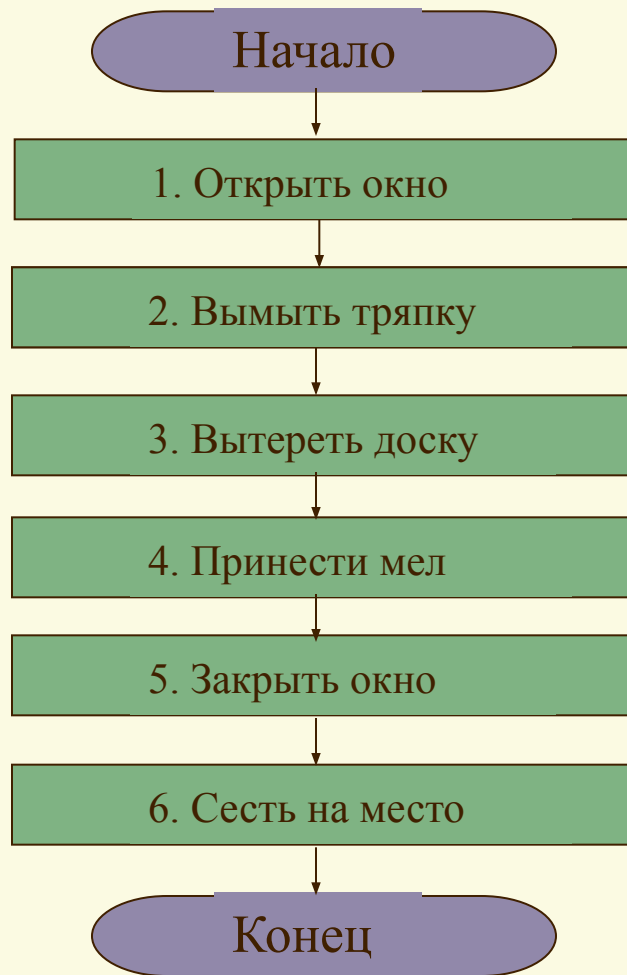 Начало
1. Открыть окно
2. Вымыть тряпку
3. Вытереть доску
4. Принести мел
5. Закрыть окно
6. Сесть на место
Конец